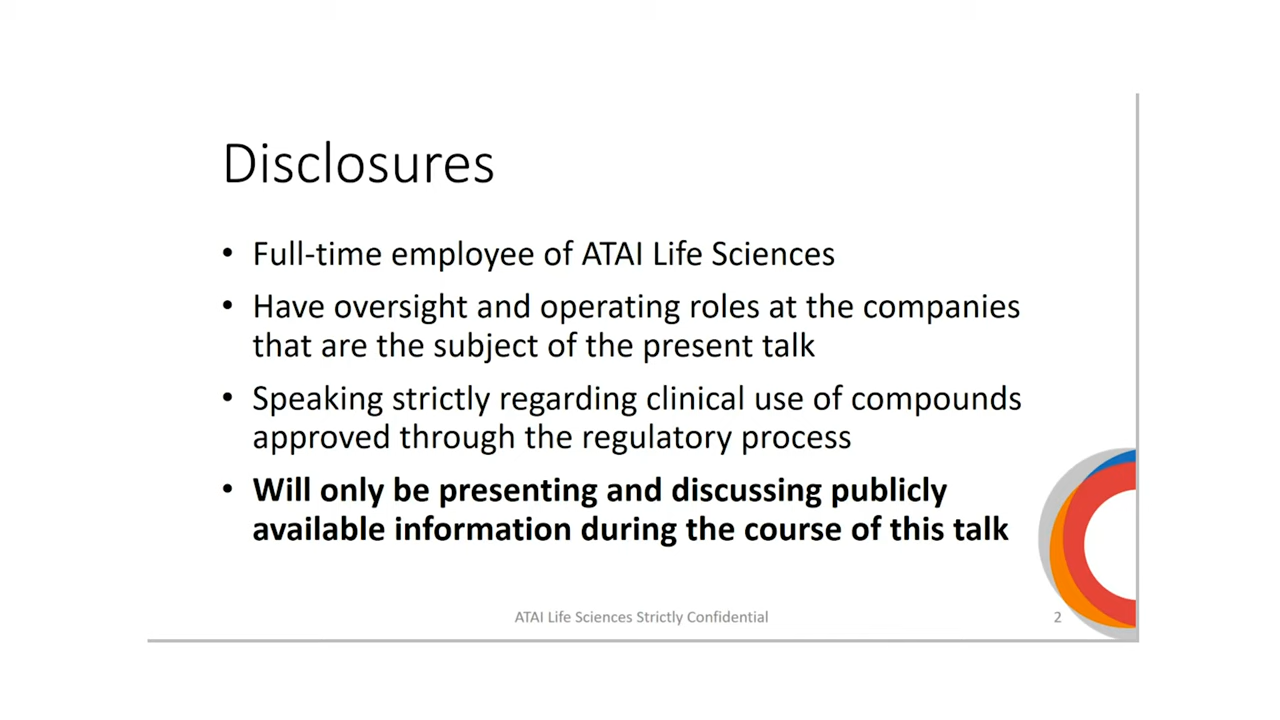 Disclosures
• Full-time employee of ATAI Life Sciences
• Have oversight and operating roles at the companies
that are the subject of the present talk
• Speaking strictly regarding clinical use of compounds
approved through the regulatory process
• Will only be presenting and discussing publicly
available information during the course of this talk
ATAI Life Sciences Strictly Confidential
2